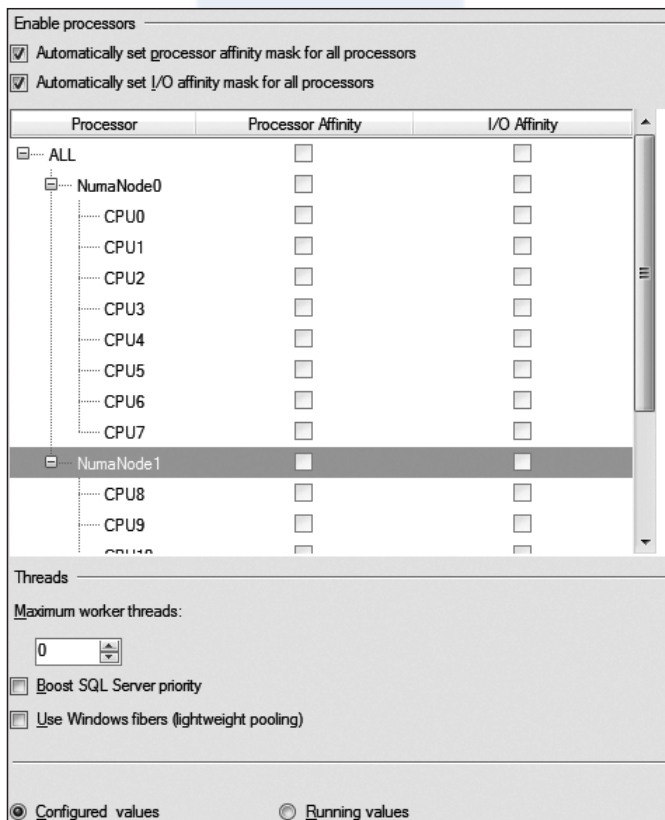 Enable processors
Automatically set processor affinity mask for all processors
Automatically set I/O affinity mask for all processors
Processor Processor Affinity I/O Affinity
ALL
NumaNode0
CPU0
CPU1
CPU2
CPU3
CPU4
CPU5
CPU6
CPU7
NumaNode1
CPU8
CPU9
CPU10
Threads
Maximum worker threads:
0
Boost SQL Server priority
Use Windows fibers (lightweight pooling)
Configured values Running values